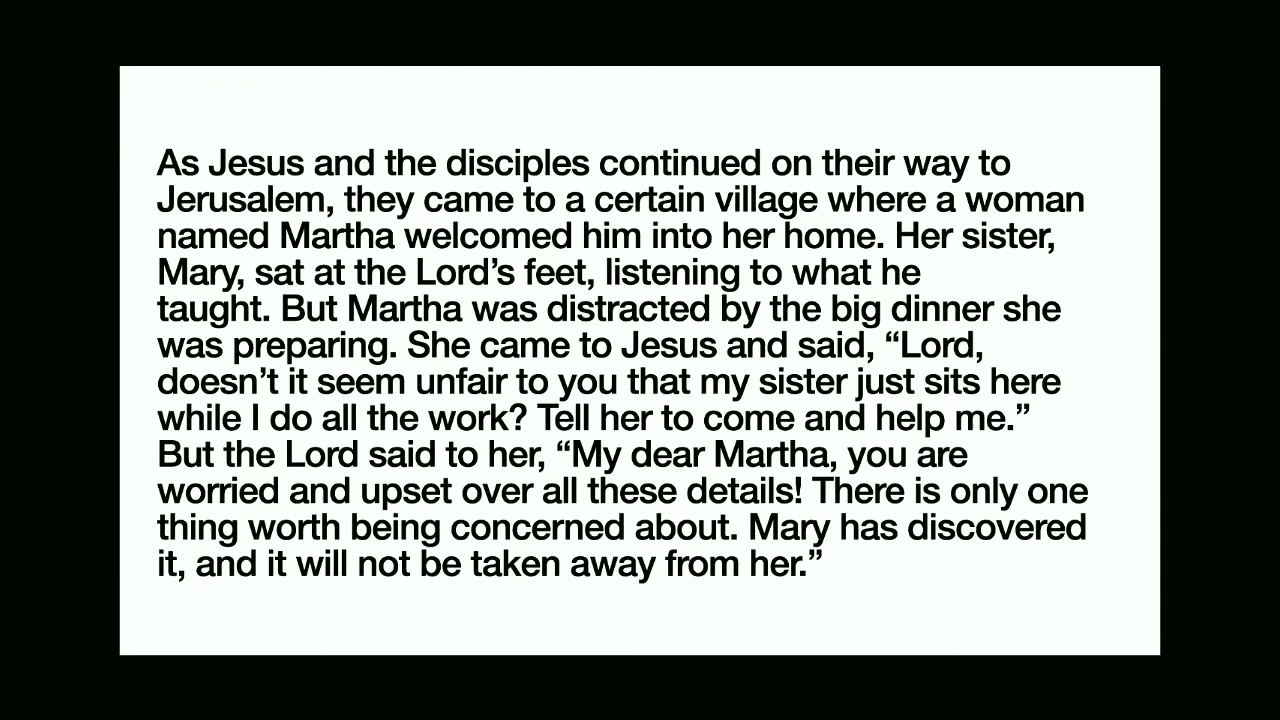 As Jesus and the disciples continued on their way to
Jerusalem, they came to a certain village where a woman
named Martha welcomed him into her home. Her sister,
Mary, sat at the Lord’s feet, listening to what he
taught. But Martha was distracted by the big dinner she
was preparing. She came to Jesus and said, “Lord,
doesn’t it seem unfair to you that my sister just sits here
while I do all the work? Tell her to come and help me.”
But the Lord said to her, “My dear Martha, you are
worried and upset over all these details! There is only one
thing worth being concerned about. Mary has discovered
it, and it will not be taken away from her.”